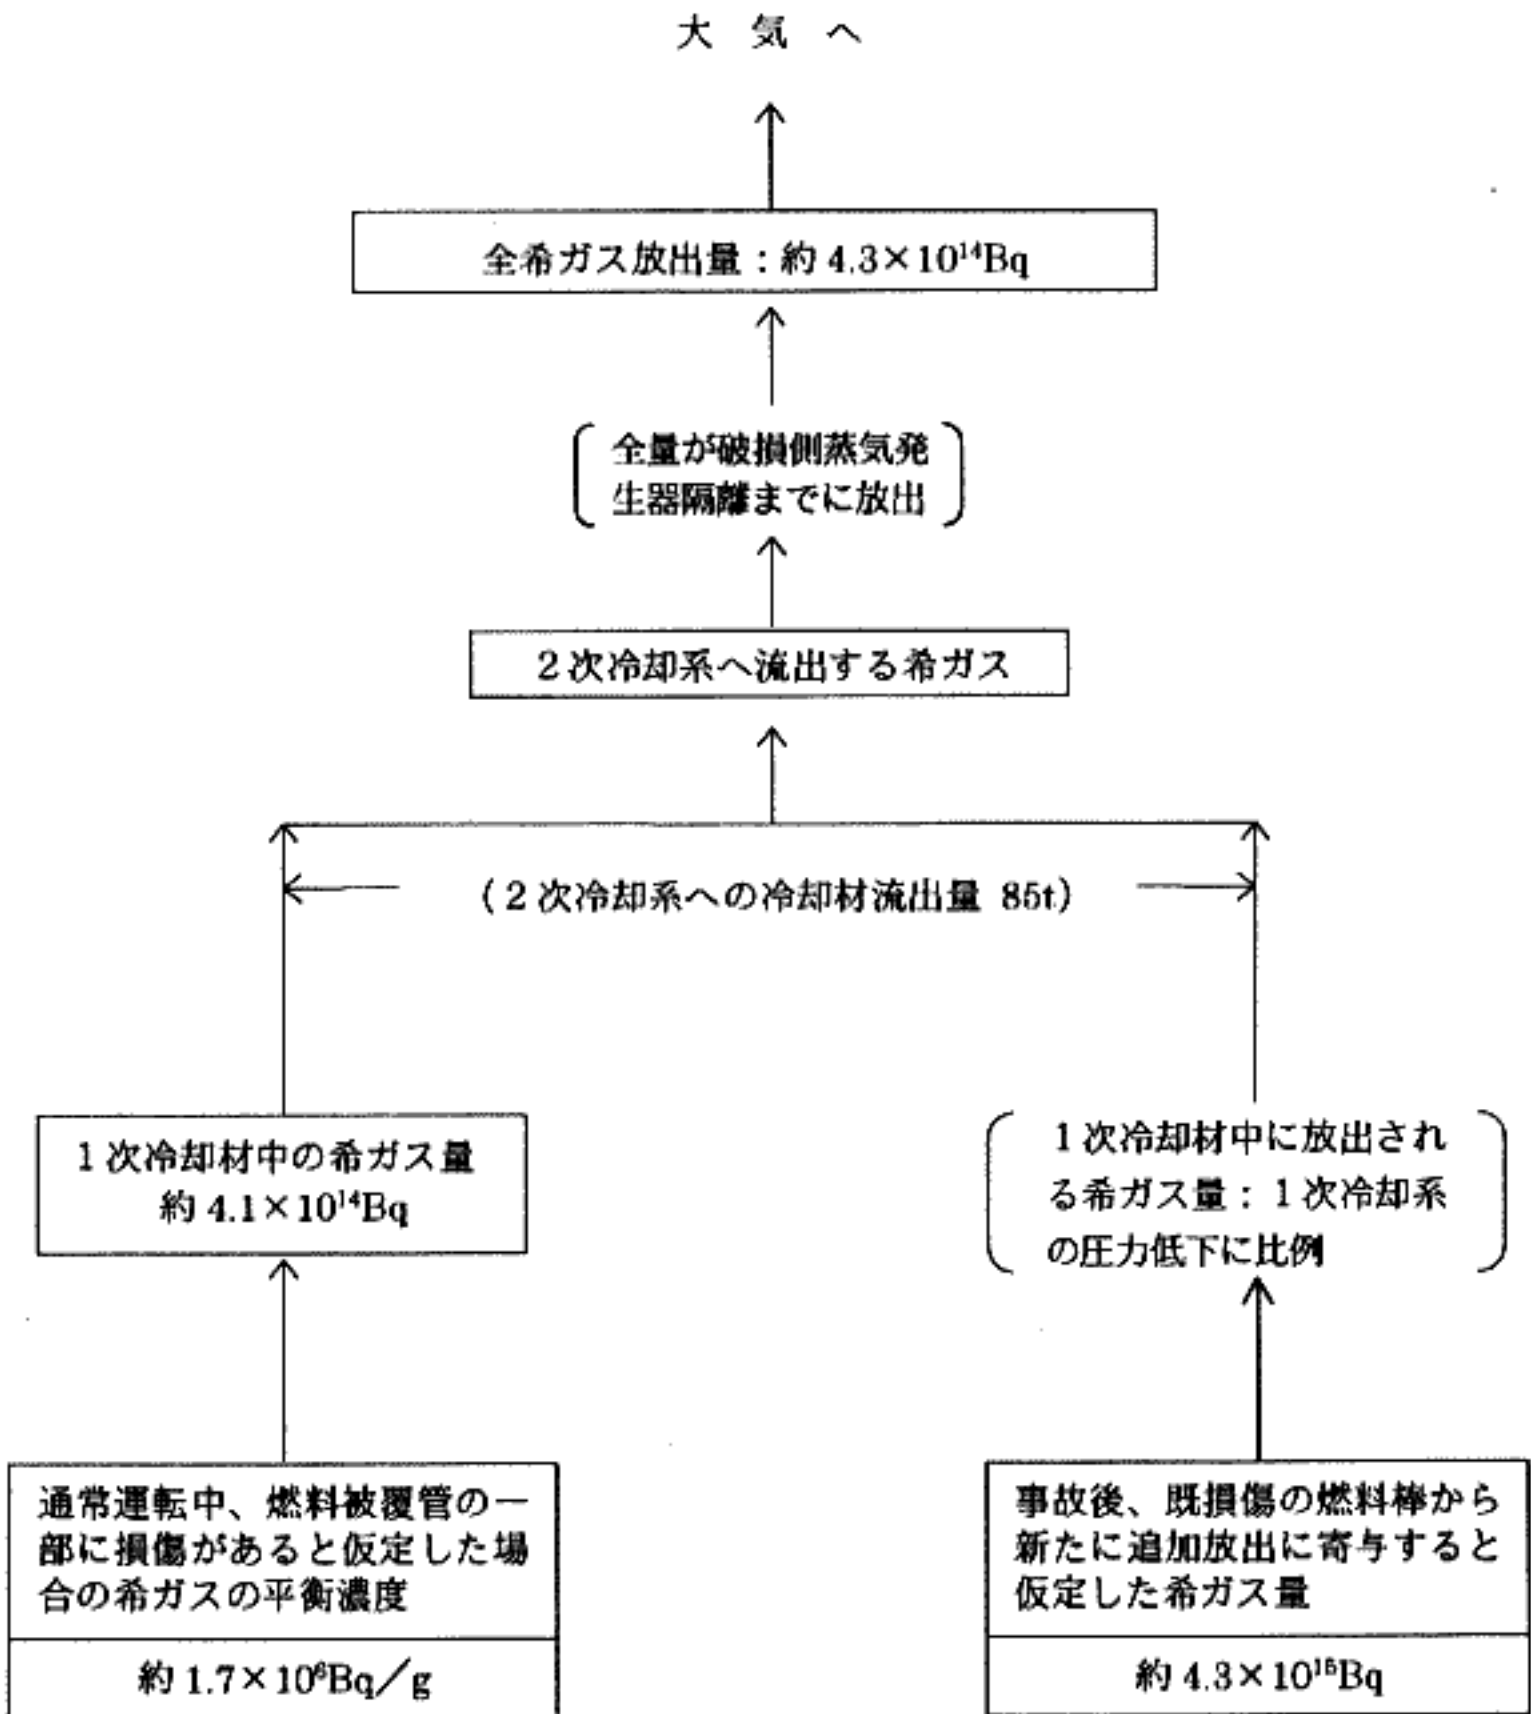 大気へ
全希ガス放出量：約 4.3×10¹⁴Bq
全量が破損側蒸気発
生器隔離までに放出
２次冷却系へ流出する希ガス
（２次冷却系への冷却材流出量 85t）
１次冷却材中の希ガス量
約 4.1×10¹⁴Bq
１次冷却材中に放出され
る希ガス量：１次冷却系
の圧力低下に比例
通常運転中、燃料被覆管の一
部に損傷があると仮定した場
合の希ガスの平衡濃度
約 1.7×10⁶Bq／g
事故後、既損傷の燃料棒から
新たに追加放出に寄与すると
仮定した希ガス量
約 4.3×10¹⁵Bq